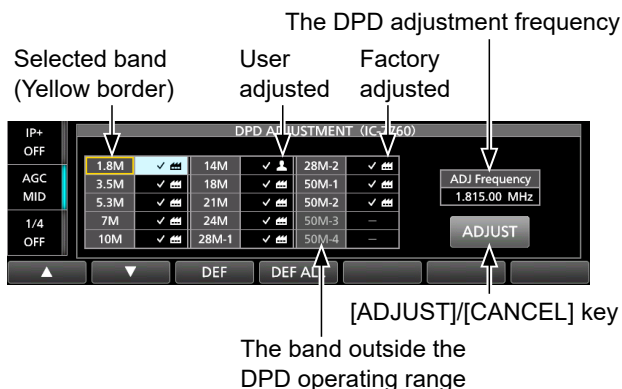 The DPD adjustment frequency
Selected band
(Yellow border)
User
adjusted
Factory
adjusted
DPD ADJUSTMENT (IC-7760)
IP+
OFF
AGC
MID
1/4
OFF
1.8M 14M 28M-2
3.5M 18M 50M-1
5.3M 21M 50M-2
7M 24M 50M-3 –
10M 28M-1 50M-4 –
ADJ Frequency
1.815.00 MHz
ADJUST
DEF DEF
[ADJUST]/[CANCEL] key
The band outside the
DPD operating range